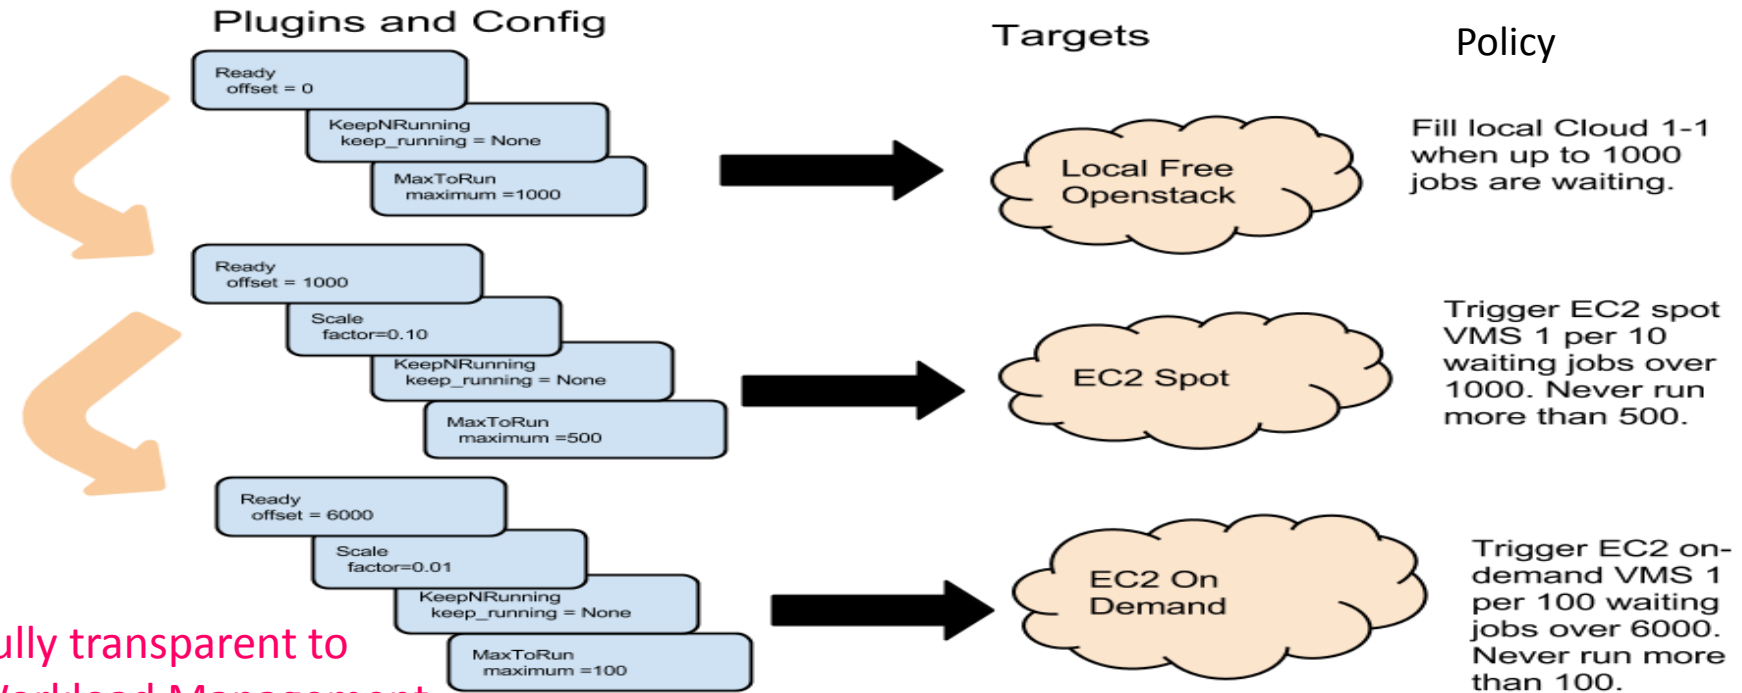 Plugins and Config
Targets
Policy
Ready
offset = 0
KeepNRunning
keep_running = None
MaxToRun
maximum =1000
Local Free
Openstack
Fill local Cloud 1-1
when up to 1000
jobs are waiting.
Ready
offset = 1000
Scale
factor=0.10
KeepNRunning
keep_running = None
MaxToRun
maximum =500
EC2 Spot
Trigger EC2 spot
VMS 1 per 10
waiting jobs over
1000. Never run
more than 500.
Ready
offset = 6000
Scale
factor=0.01
KeepNRunning
keep_running = None
MaxToRun
maximum =100
EC2 On
Demand
Trigger EC2 on-
demand VMS 1
per 100 waiting
jobs over 6000.
Never run more
than 100.
ully transparent to
Workload Management